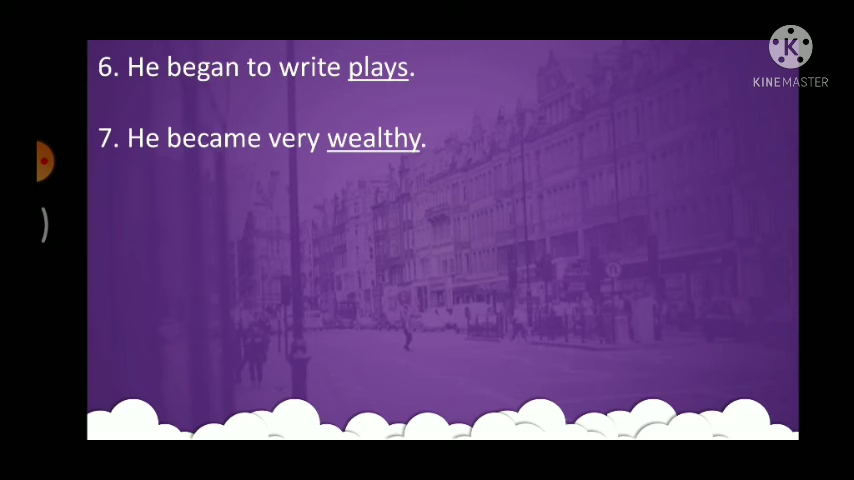 KINEMASTER
6. He began to write plays.
7. He became very wealthy.